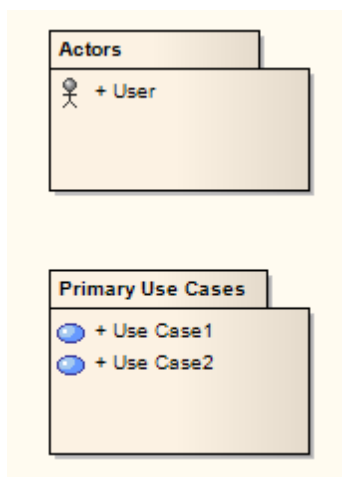 Actors
+ User
Primary Use Cases
+ Use Case1
+ Use Case2